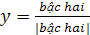 y = bậc hai / |bậc hai|